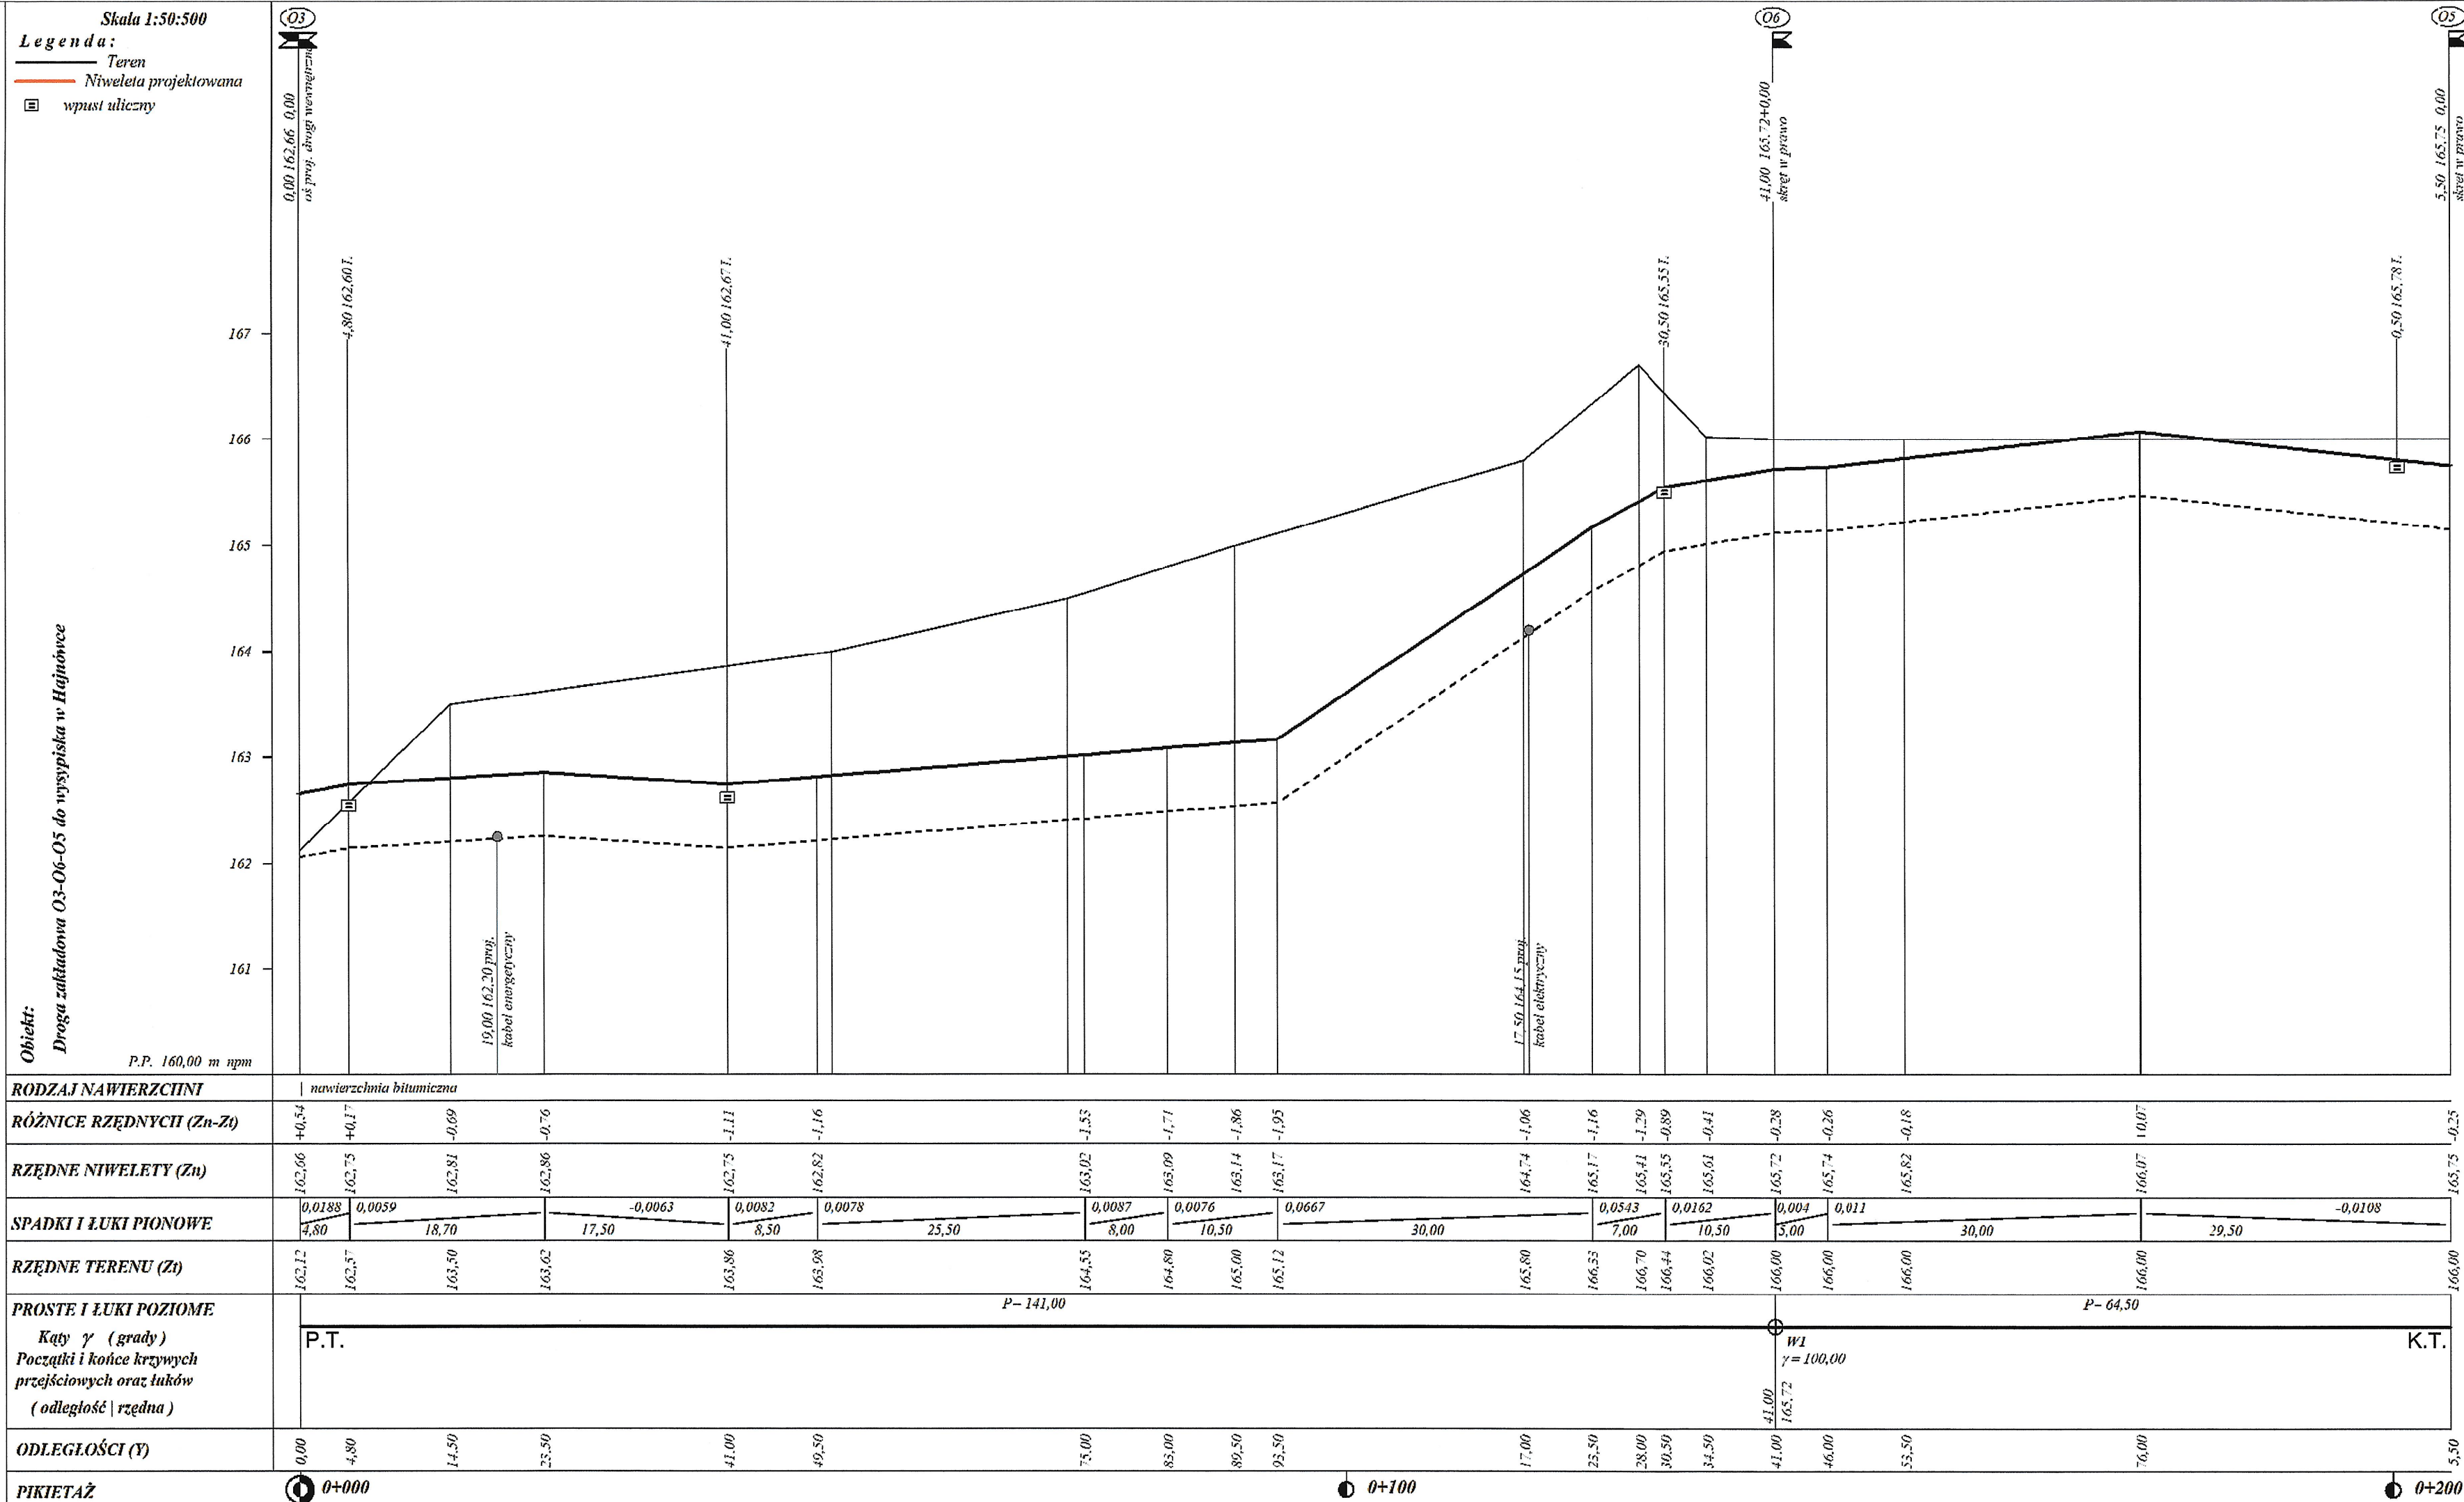 Skala 1:50:500
Legenda:
Teren
Niweleta projektowana
wpust uliczny
O3
O6
O5
0,00 162,66 0,00
oś proj. drogi wewnętrzna
41,00 165,72+0,00
skręt w prawo
5,50 165,75 0,00
skręt w prawo
4,80 162,60 L
41,00 162,67 L
30,50 165,55 L
0,50 165,78 L
167
166
165
164
163
162
161
Obiekt:
Droga zakładowa O3-O6-O5 do wysypiska w Hajnówce
19,00 162,20 proj.
kabel energetyczny
17,50 164,15 proj.
kabel elektryczny
P.P. 160,00 m npm
RODZAJ NAWIERZCHNI
nawierzchnia bitumiczna
RÓŻNICE RZĘDNYCH (Zn-Zt)
+0,54 +0,17 -0,69 -0,76 -1,11 -1,16 -1,53 -1,71 -1,86 -1,95 -1,06 -1,16 -1,29 -0,89 -0,41 -0,28 -0,26 -0,18 +0,07 -0,25
RZĘDNE NIWELETY (Zn)
162,66 162,75 162,81 162,86 162,75 162,82 163,02 163,09 163,14 163,17 164,74 165,17 165,41 165,55 165,61 165,72 165,74 165,82 166,07 165,75
SPADKI I ŁUKI PIONOWE
0,0188 0,0059 -0,0063 0,0082 0,0078 0,0087 0,0076 0,0667 0,0543 0,0162 0,004 0,011 -0,0108
4,80 18,70 17,50 8,50 25,50 8,00 10,50 30,00 7,00 10,50 5,00 30,00 29,50
RZĘDNE TERENU (Zt)
162,12 162,57 163,50 163,62 163,86 163,98 164,55 164,80 165,00 165,12 165,80 166,33 166,70 166,44 166,02 166,00 166,00 166,00 166,00 166,00
PROSTE I ŁUKI POZIOME
P= 141,00
P= 64,50
Kąty γ (grady)
P.T.
W1
K.T.
Początki i końce krzywych
γ = 100,00
przejściowych oraz łuków
(odległość | rzędna)
41,00
165,72
ODLEGŁOŚCI (Y)
0,00 4,80 14,50 23,50 41,00 49,50 75,00 83,00 89,50 93,50 17,00 23,50 28,00 30,50 34,50 41,00 46,00 53,50 76,00 5,50
PIKIETAŻ
0+000
0+100
0+200